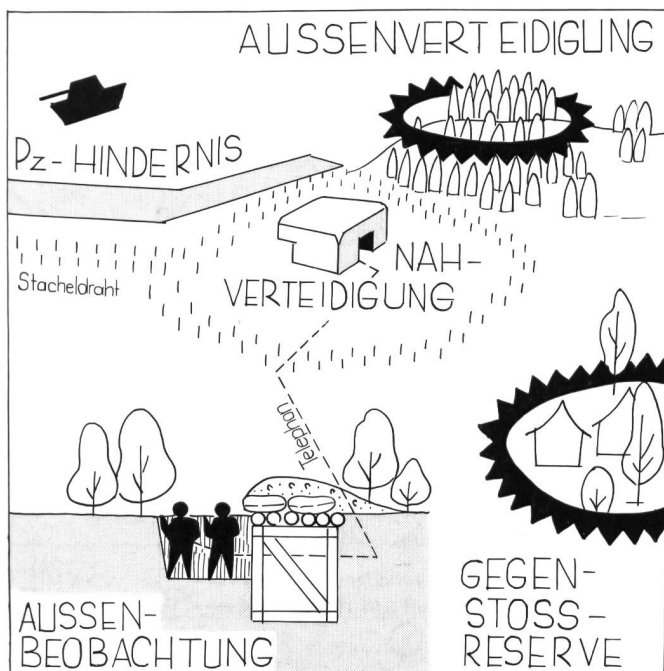 AUSSENVERTEIDIGUNG
Pz-HINDERNIS
Stacheldraht
NAH-
VERTEIDIGUNG
Telephon
AUSSEN-
BEOBACHTUNG
GEGEN-
STOSS-
RESERVE